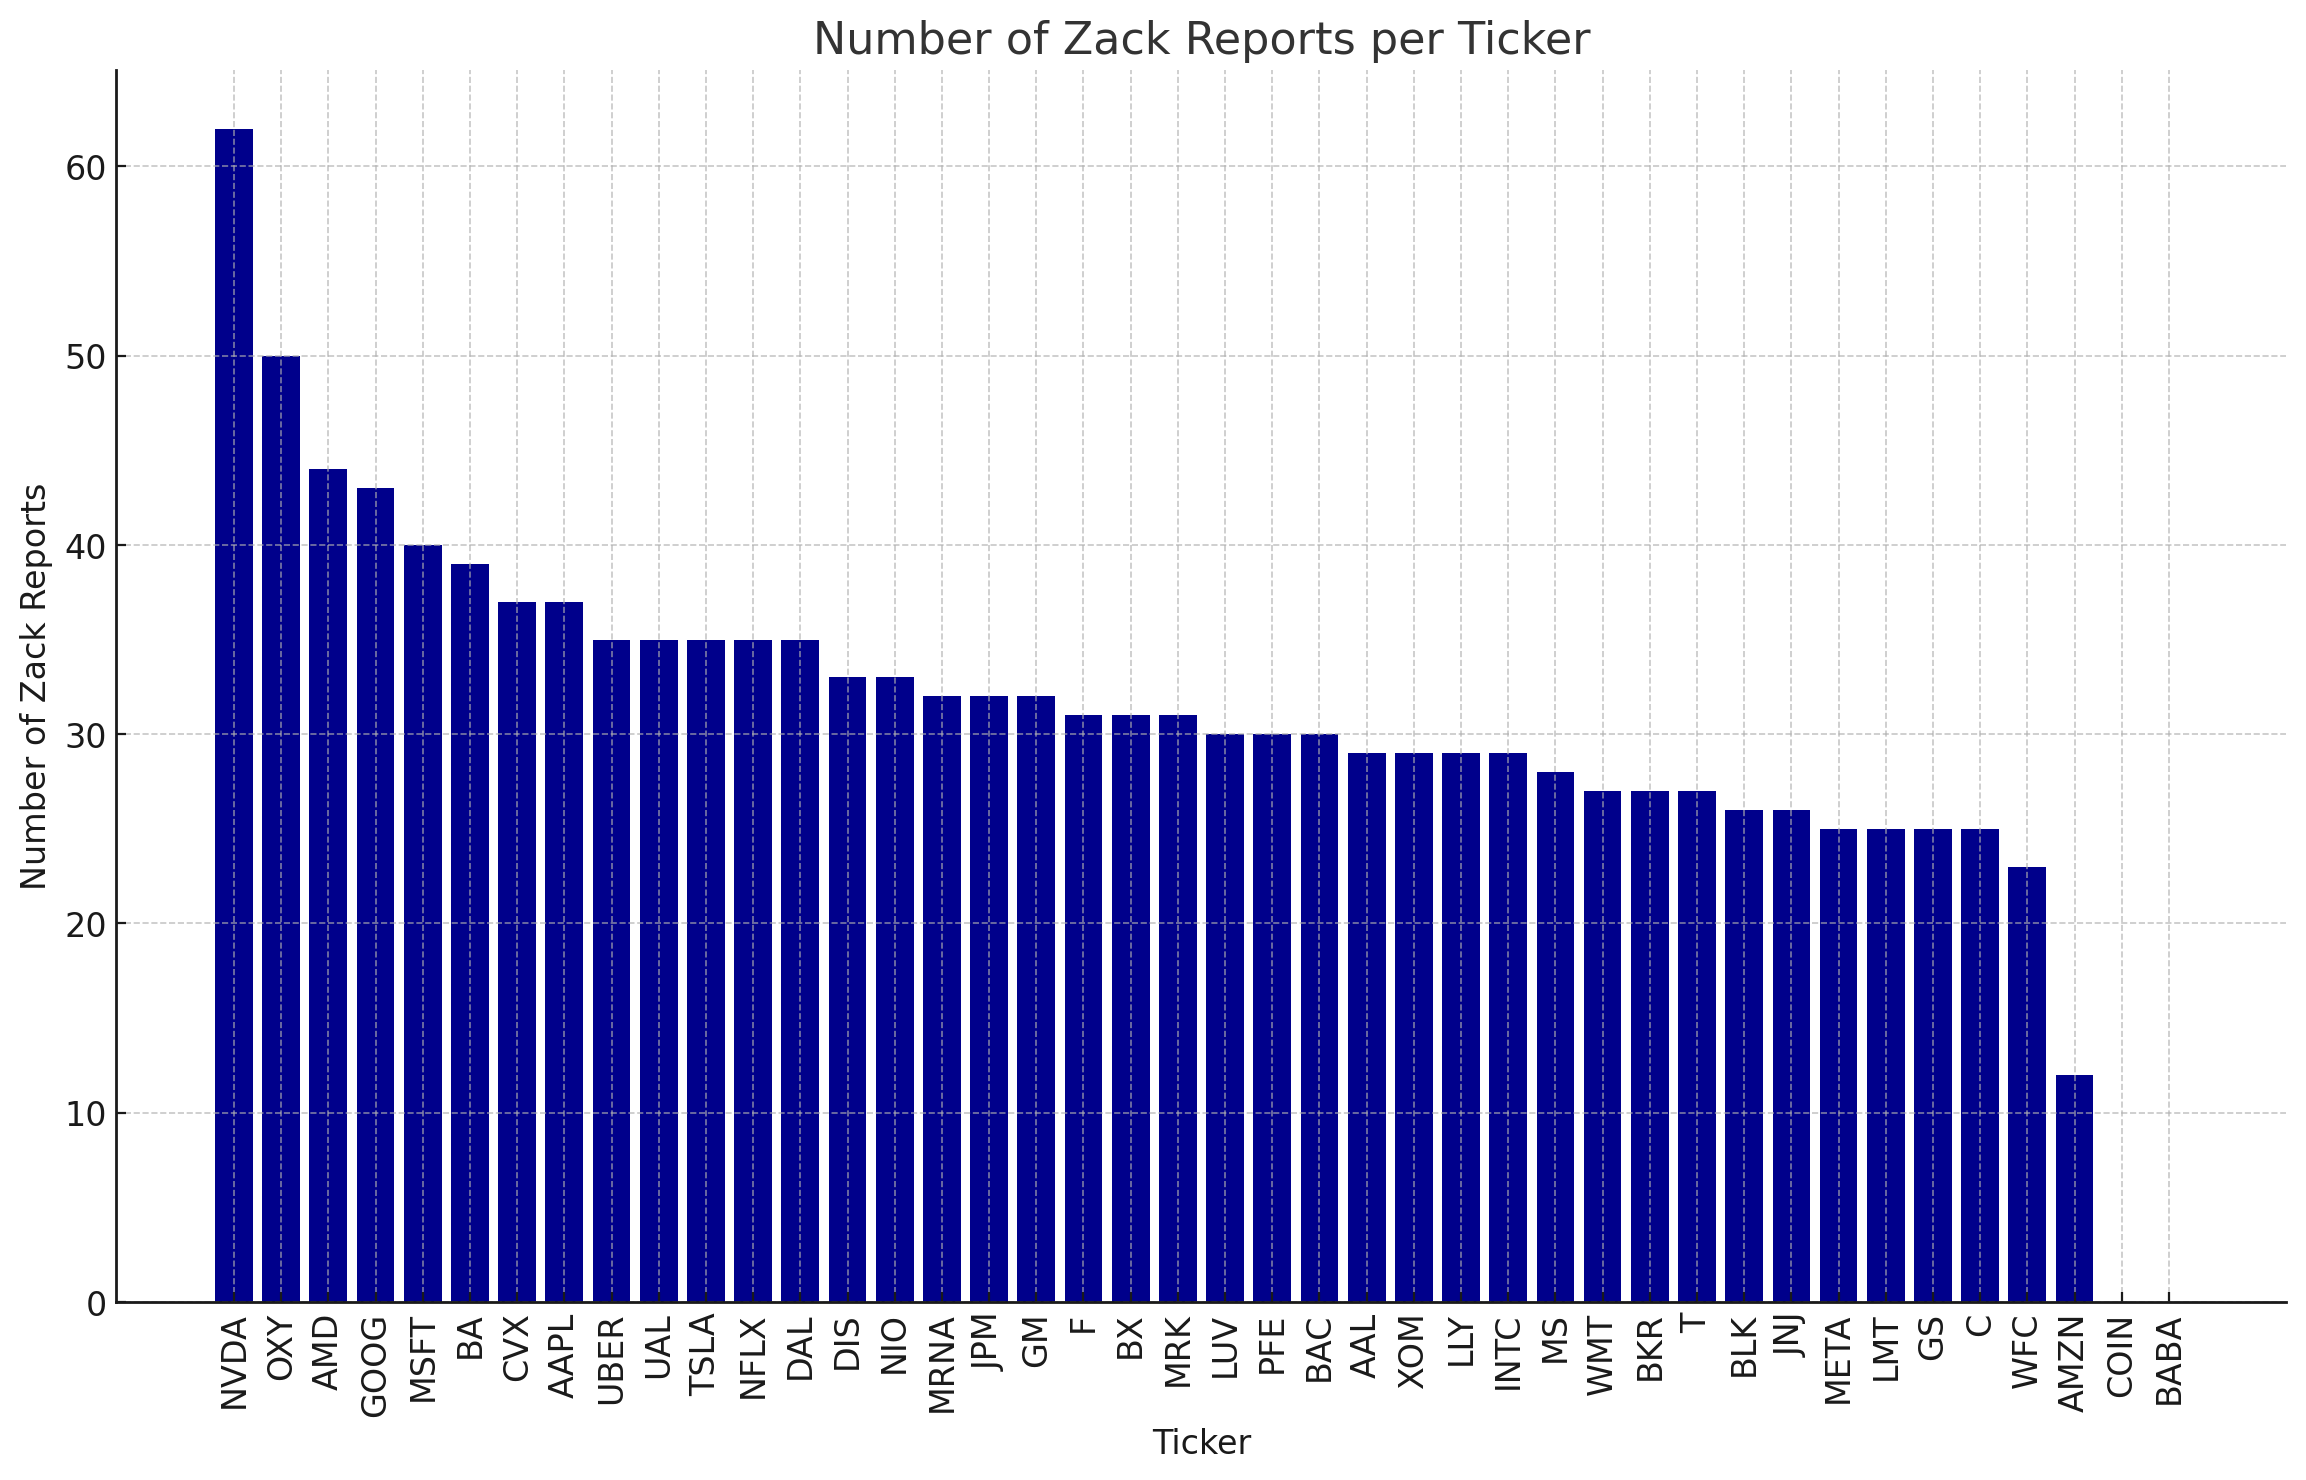 Number of Zack Reports per Ticker
Number of Zack Reports
60
50
40
30
20
10
0
NVDA
OXY
AMD
GOOG
MSFT
BA
CVX
AAPL
UBER
UAL
TSLA
NFLX
DAL
DIS
NIO
MRNA
JPM
GM
F
BX
MRK
LUV
PFE
BAC
AAL
XOM
LLY
INTC
MS
WMT
BKR
T
BLK
JNJ
META
LMT
GS
C
WFC
AMZN
COIN
BABA
Ticker